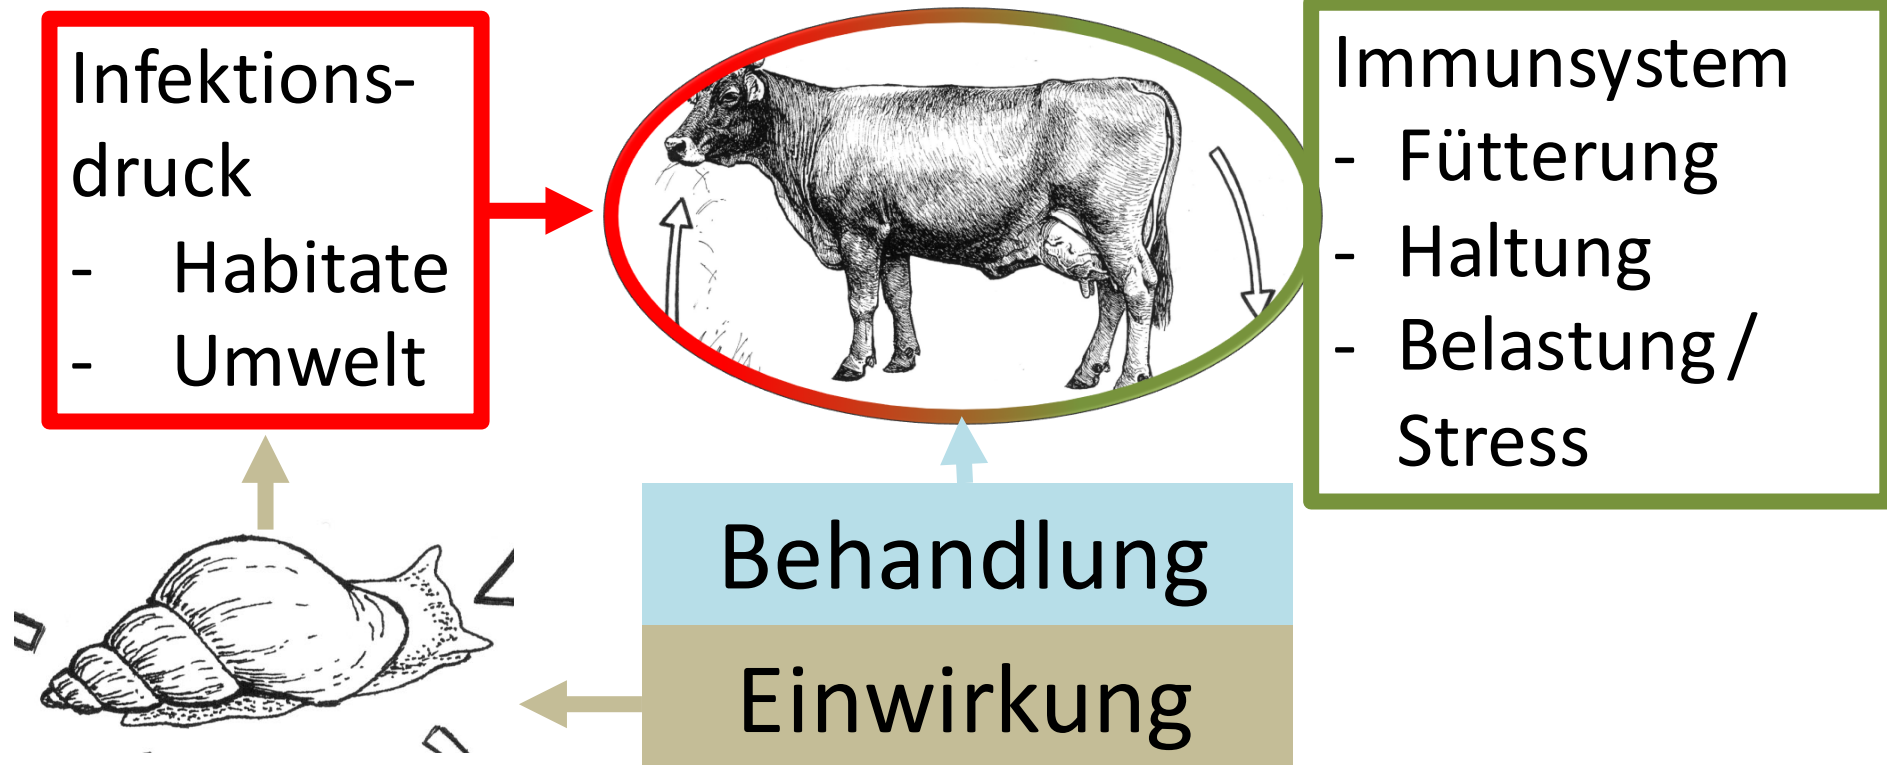 Infektions-
druck
- Habitate
- Umwelt
Immunsystem
- Fütterung
- Haltung
- Belastung /
Stress
Behandlung
Einwirkung